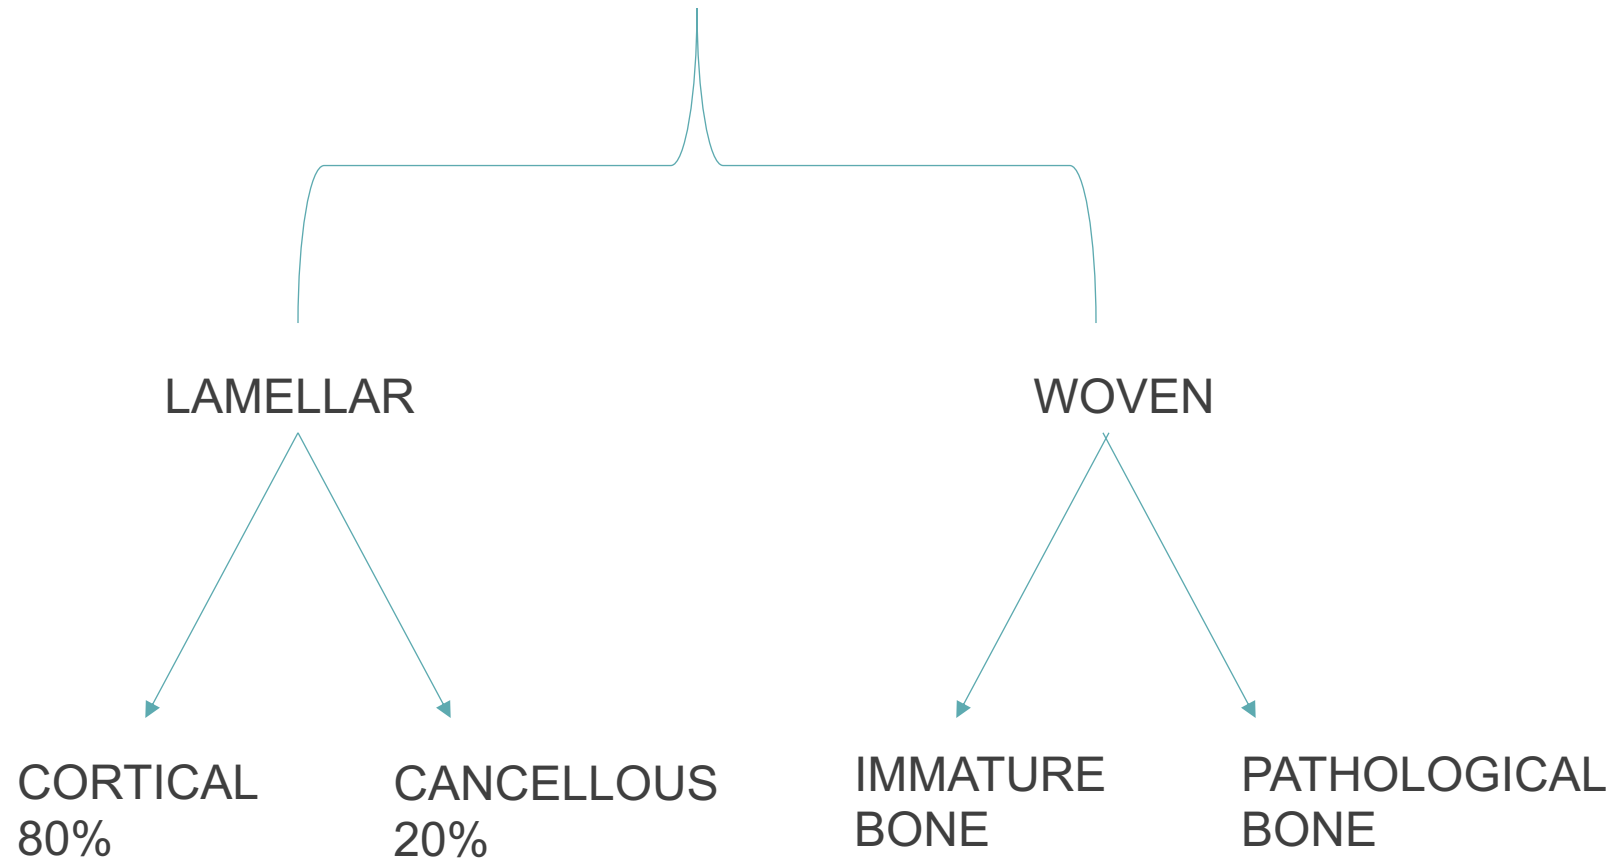 LAMELLAR
WOVEN
CORTICAL
80%
CANCELLOUS
20%
IMMATURE
BONE
PATHOLOGICAL
BONE